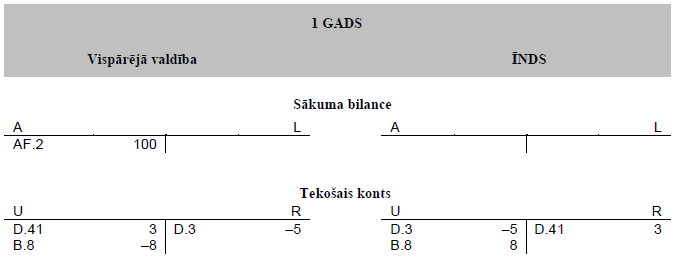 1 GADS
Vispārējā valdība ĪNDS
Sākuma bilance
A L A L
AF.2 100
Tekošais konts
U R U R
D.41 3 D.3 –5 D.3 –5 D.41 3
B.8 –8 B.8 8